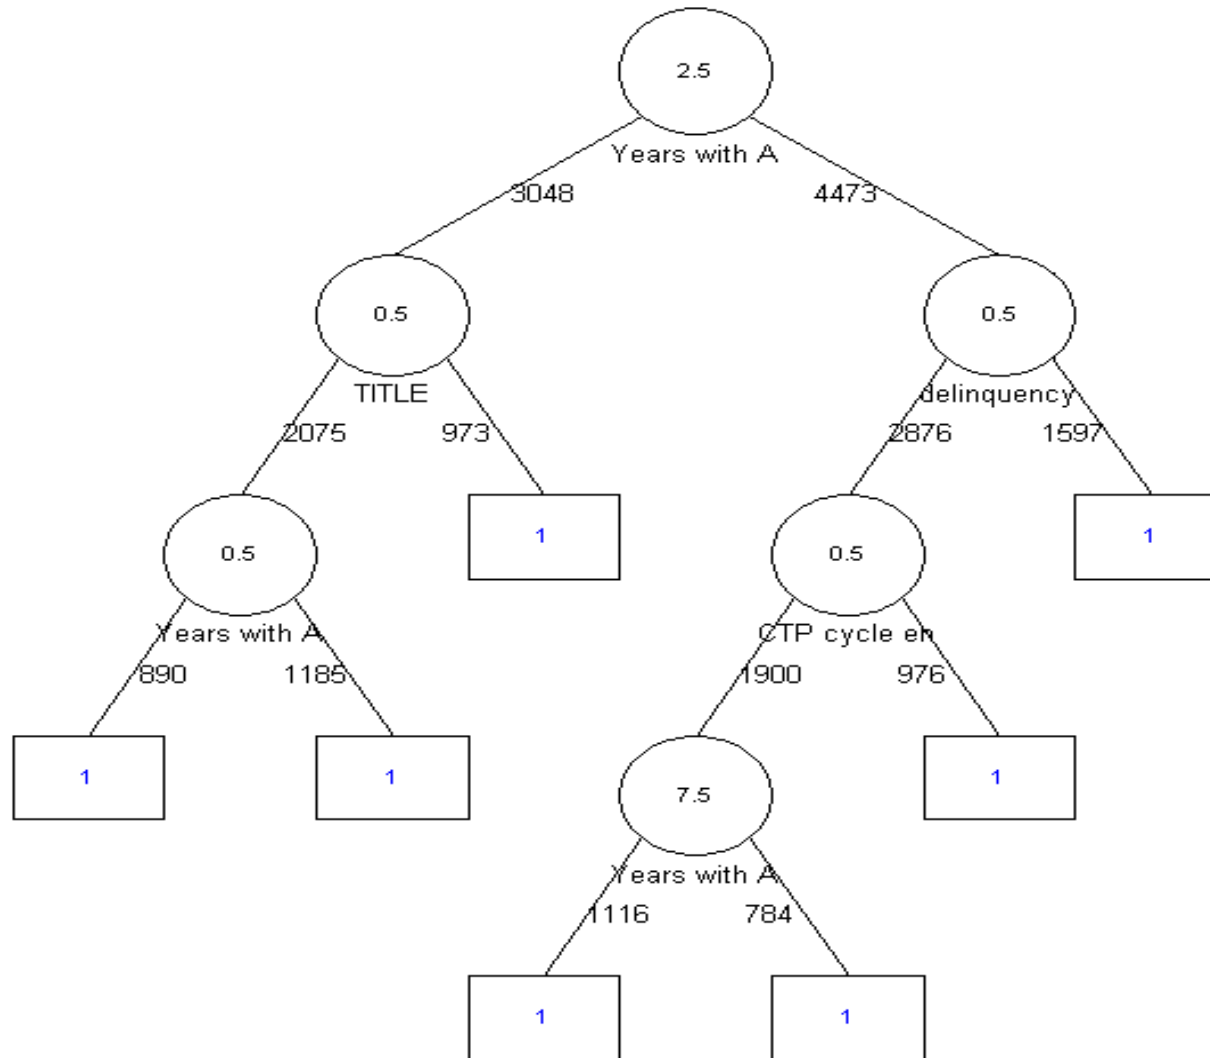 2.5
Years with A
3048 4473
0.5 0.5
TITLE delinquency
2075 973 2876 1597
0.5 1 0.5 1
Years with A CTP cycle en
890 1185 1900 976
1 1 7.5 1
Years with A
1116 784
1 1